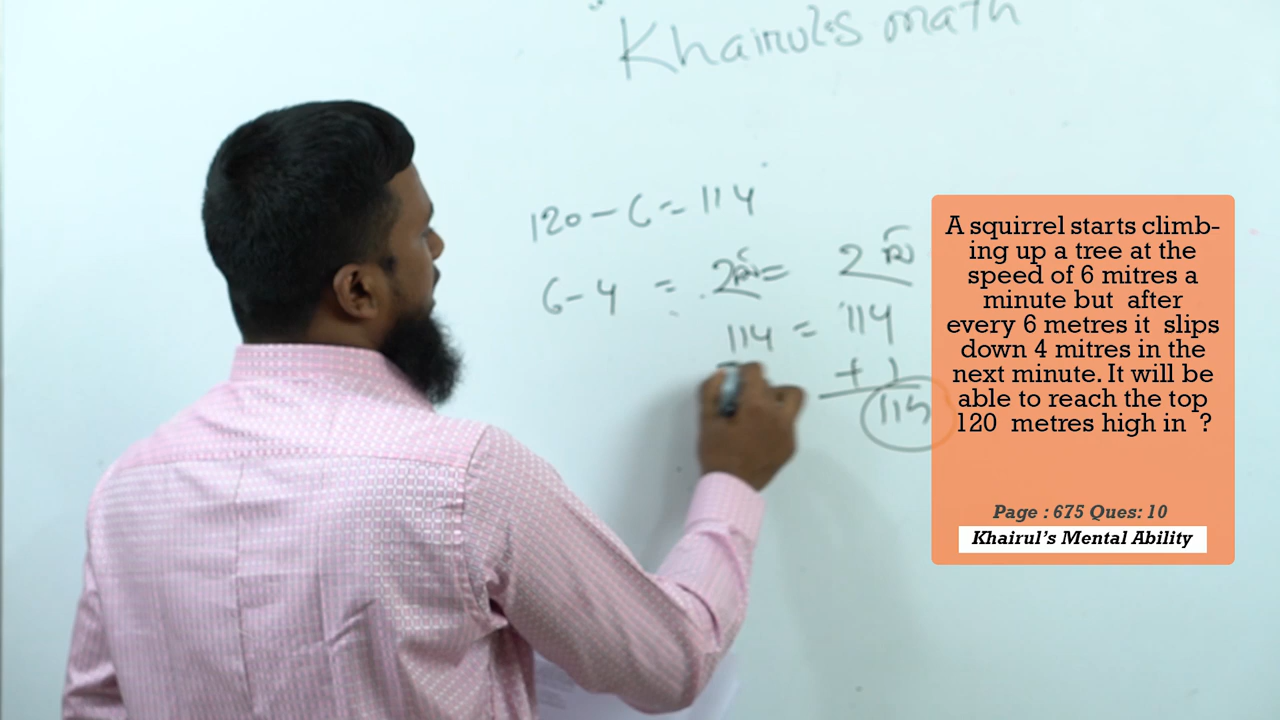 Khairul's math
120 - 6 = 114
6 - 4 = 2 মি = 2 মি
114 = 114
+ 1
115
A squirrel starts climb-
ing up a tree at the
speed of 6 mitres a
minute but after
every 6 metres it slips
down 4 mitres in the
next minute. It will be
able to reach the top
120 metres high in ?
Page : 675 Ques: 10
Khairul's Mental Ability